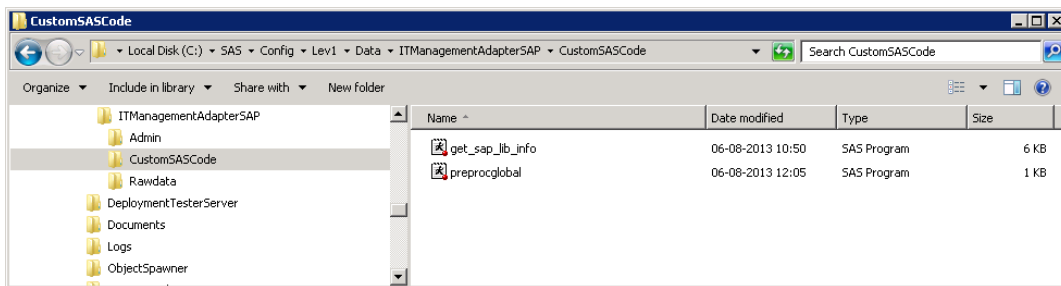 CustomSASCode
Local Disk (C:) SAS Config Lev1 Data ITManagementAdapterSAP CustomSASCode Search CustomSASCode
Organize Include in library Share with New folder
ITManagementAdapterSAP
Admin
CustomSASCode
Rawdata
DeploymentTesterServer
Documents
Logs
ObjectSpawner
Name Date modified Type Size
get_sap_lib_info 06-08-2013 10:50 SAS Program 6 KB
preprocglobal 06-08-2013 12:05 SAS Program 1 KB